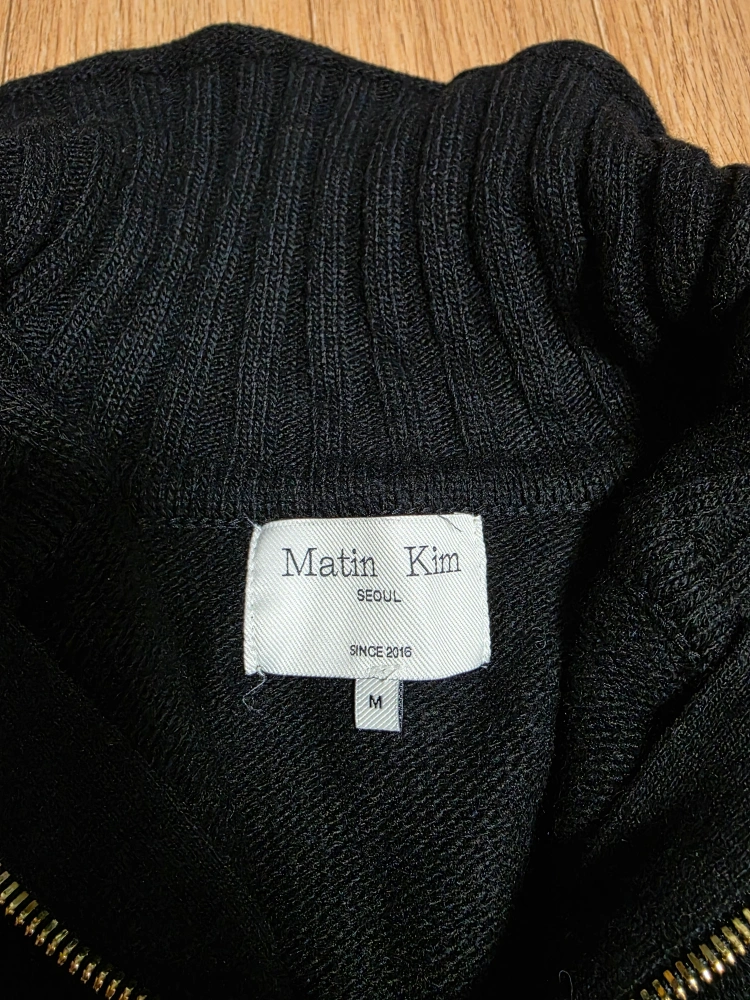 Matin Kim
SEOUL
SINCE 2016
M